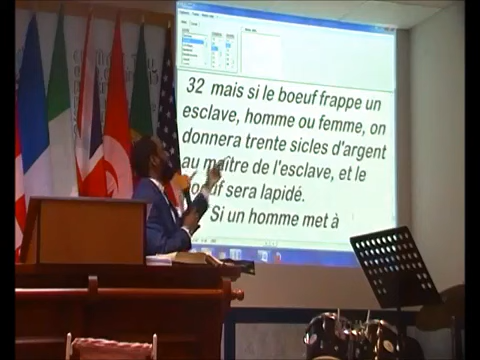 32 mais si le boeuf frappe un
esclave, homme ou femme, on
donnera trente sicles d'argent
au maître de l'esclave, et le
sera lapidé.
Si un homme met à